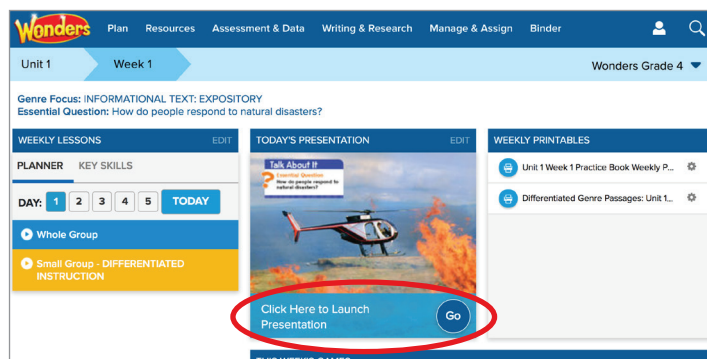 Wonders Plan Resources Assessment & Data Writing & Research Manage & Assign Binder
Unit 1 Week 1 Wonders Grade 4
Genre Focus: INFORMATIONAL TEXT: EXPOSITORY
Essential Question: How do people respond to natural disasters?
WEEKLY LESSONS EDIT
PLANNER KEY SKILLS
DAY: 1 2 3 4 5 TODAY
Whole Group
Small Group - DIFFERENTIATED
INSTRUCTION
TODAY'S PRESENTATION EDIT
Talk About It
Essential Question
How do people respond to
natural disasters?
Click Here to Launch
Presentation
Go
WEEKLY PRINTABLES
Unit 1 Week 1 Practice Book Weekly P...
Differentiated Genre Passages: Unit 1...
THIS WEEK'S GAMES